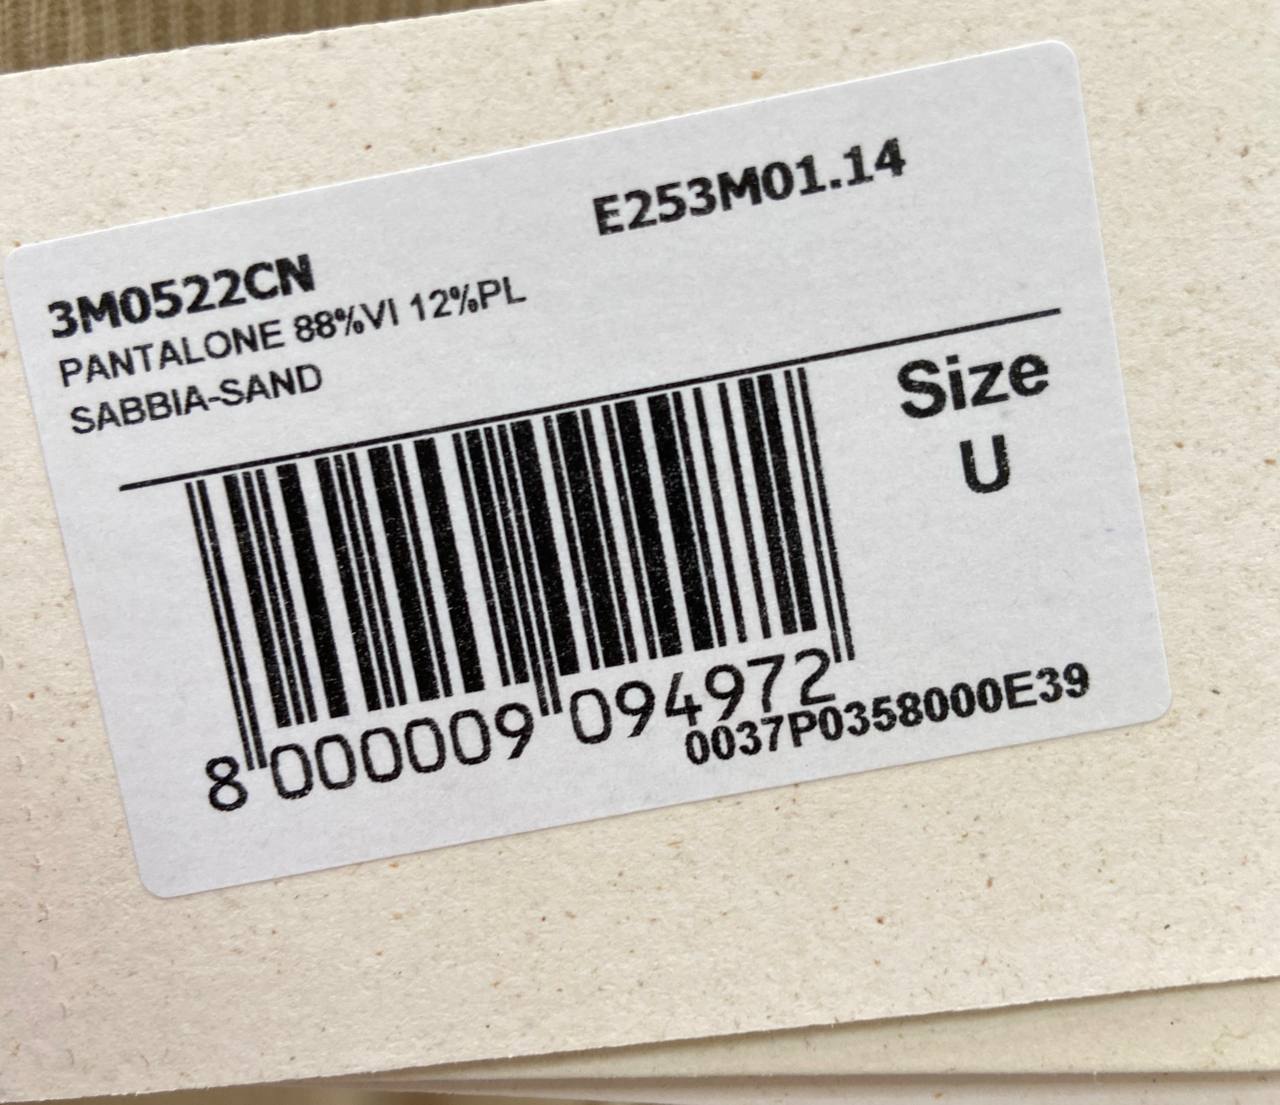 E253M01.14
3M0522CN
PANTALONE 88%VI 12%PL
SABBIA-SAND
Size
U
8 000009 094972
0037P0358000E39